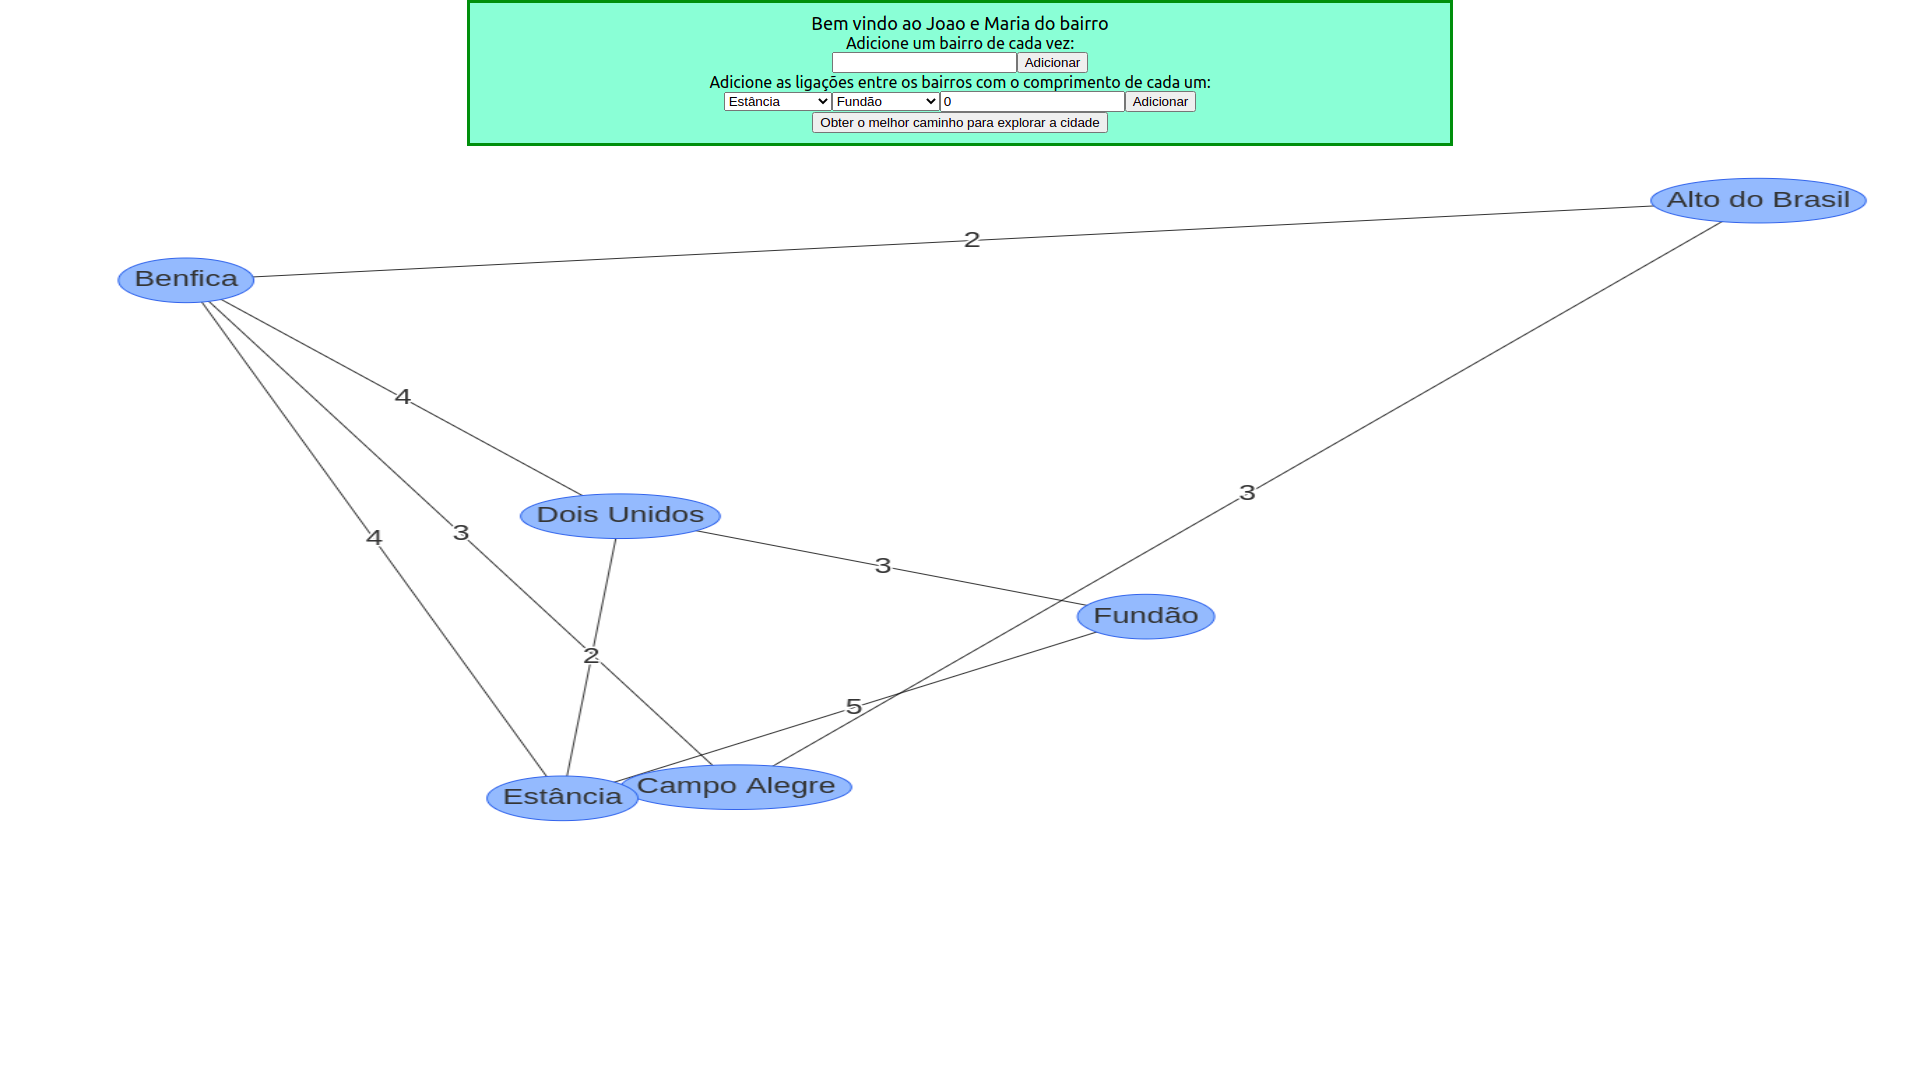 Bem vindo ao Joao e Maria do bairro
Adicione um bairro de cada vez:
Adicionar
Adicione as ligações entre os bairros com o comprimento de cada um:
Estância Fundão 0 Adicionar
Obter o melhor caminho para explorar a cidade
Alto do Brasil
2
Benfica
4
3
Dois Unidos
4
3
3
Fundão
2
5
Campo Alegre
Estância